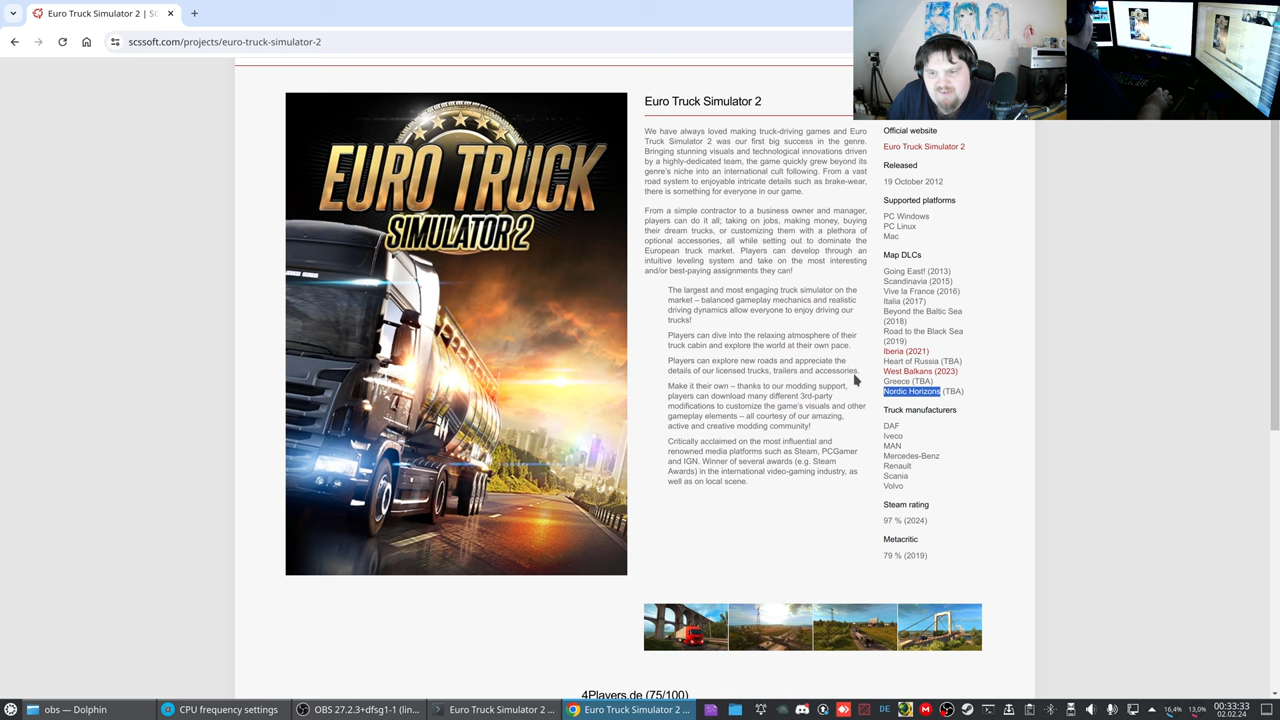 Euro Truck Simulator 2 | SC
scssoft.com/projects/euro-truck-simulator-2
EURO TRUCK
SIMULATOR 2
Euro Truck Simulator 2
We have always loved making truck-driving games and Euro
Truck Simulator 2 was our first big success in the genre.
Bringing stunning visuals and technological innovations driven
by a highly-dedicated team, the game quickly grew beyond its
genre's niche into an international cult following. From a vast
road system to enjoyable intricate details such as brake-wear,
there is something for everyone in our game.
From a simple contractor to a business owner and manager,
players can do it all; taking on jobs, making money, buying
their dream trucks, or customizing them with a plethora of
optional accessories, all while setting out to dominate the
European truck market. Players can develop through an
intuitive leveling system and take on the most interesting
and/or best-paying assignments they can!
The largest and most engaging truck simulator on the
market – balanced gameplay mechanics and realistic
driving dynamics allow everyone to enjoy driving our
trucks!
Players can dive into the relaxing atmosphere of their
truck cabin and explore the world at their own pace.
Players can explore new roads and appreciate the
details of our licensed trucks, trailers and accessories.
Make it their own – thanks to our modding support,
players can download many different 3rd-party
modifications to customize the game's visuals and other
gameplay elements – all courtesy of our amazing,
active and creative modding community!
Critically acclaimed on the most influential and
renowned media platforms such as Steam, PCGamer
and IGN. Winner of several awards (e.g. Steam
Awards) in the international video-gaming industry, as
well as on local scene.
Official website
Euro Truck Simulator 2
Released
19 October 2012
Supported platforms
PC Windows
PC Linux
Mac
Map DLCs
Going East! (2013)
Scandinavia (2015)
Vive la France (2016)
Italia (2017)
Beyond the Baltic Sea
(2018)
Road to the Black Sea
(2019)
Iberia (2021)
Heart of Russia (TBA)
West Balkans (2023)
Greece (TBA)
Nordic Horizons (TBA)
Truck manufacturers
DAF
Iveco
MAN
Mercedes-Benz
Renault
Scania
Volvo
Steam rating
97 % (2024)
Metacritic
79 % (2019)
4Players.de (75/100)
obs — Dolphin
CPU frequency settings
OBS 27.2.3+dfsg1-1 (lin...
Euro Truck Simulator 2 ...
Euro Truck Simulator 2 ...
DE
16,4%
13,0%
00:33:33
02.02.24